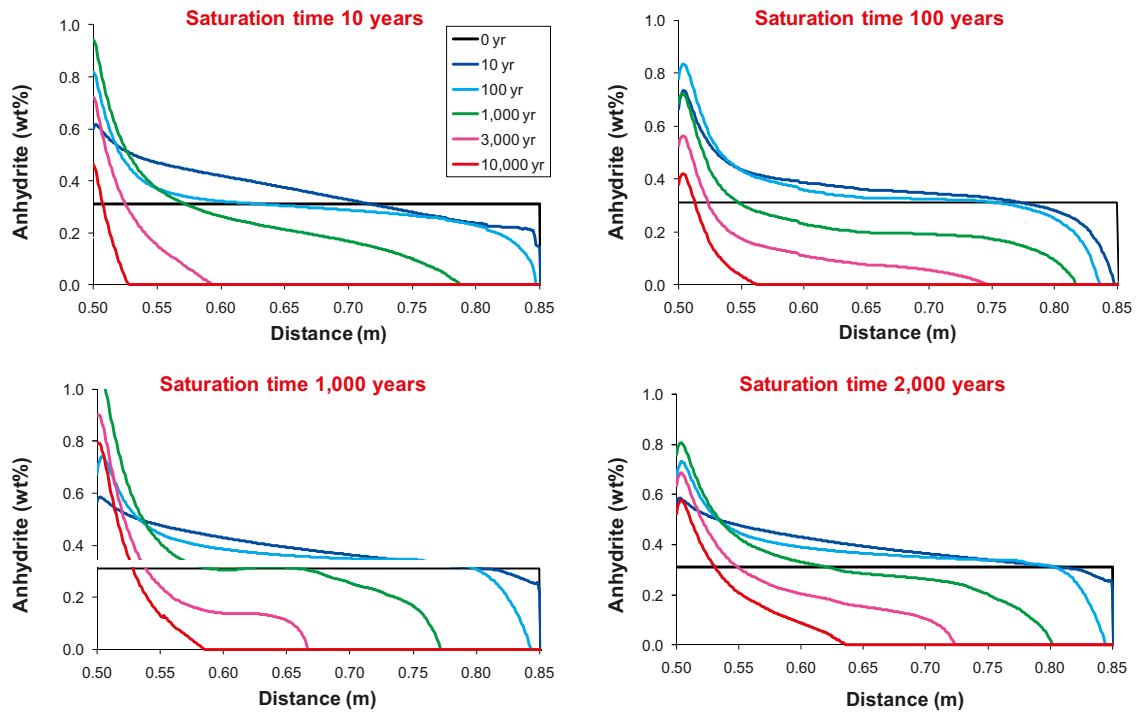 Saturation time 10 years
Anhydrite (wt%)
1.0
0.8
0.6
0.4
0.2
0.0
0.50 0.55 0.60 0.65 0.70 0.75 0.80 0.85
Distance (m)
0 yr
10 yr
100 yr
1,000 yr
3,000 yr
10,000 yr
Saturation time 100 years
Anhydrite (wt%)
1.0
0.8
0.6
0.4
0.2
0.0
0.50 0.55 0.60 0.65 0.70 0.75 0.80 0.85
Distance (m)
Saturation time 1,000 years
Anhydrite (wt%)
1.0
0.8
0.6
0.4
0.2
0.0
0.50 0.55 0.60 0.65 0.70 0.75 0.80 0.85
Distance (m)
Saturation time 2,000 years
Anhydrite (wt%)
1.0
0.8
0.6
0.4
0.2
0.0
0.50 0.55 0.60 0.65 0.70 0.75 0.80 0.85
Distance (m)